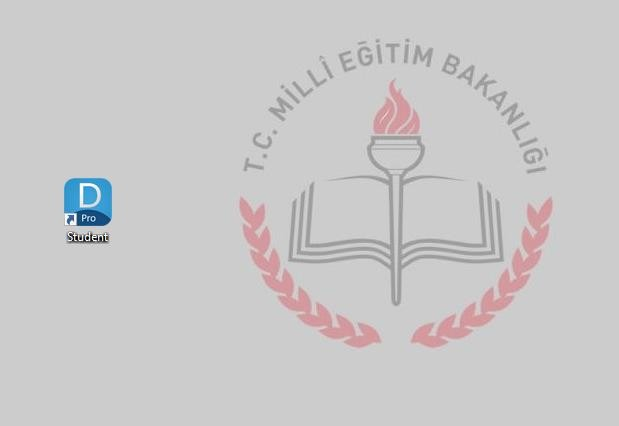 T.C. MİLLÎ EĞİTİM BAKANLIĞI
D
Pro
Student